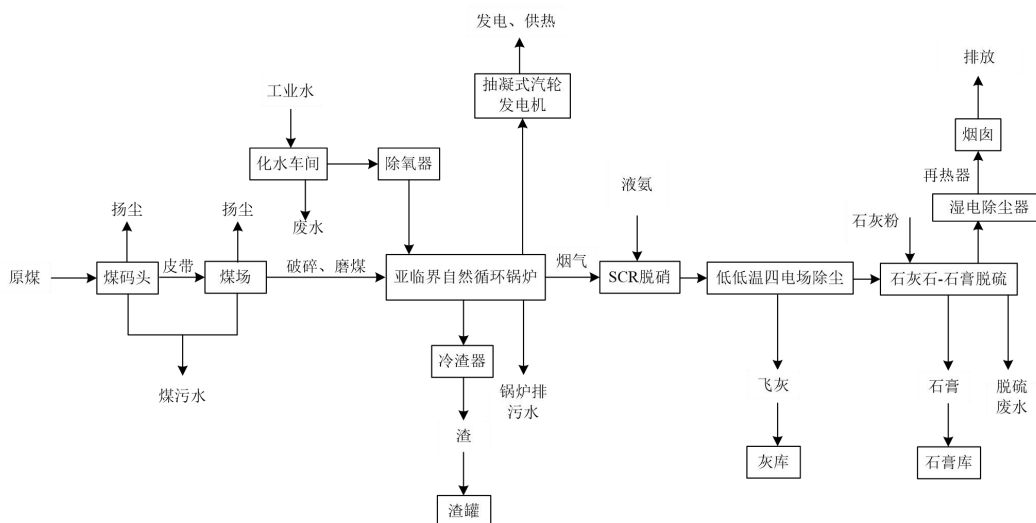 发电、供热
抽凝式汽轮
发电机
排放
烟囱
再热器
湿电除尘器
工业水
化水车间
除氧器
废水
液氨
石灰粉
扬尘
扬尘
原煤
煤码头
皮带
煤场
破碎、磨煤
亚临界自然循环锅炉
烟气
SCR脱硝
低低温四电场除尘
石灰石-石膏脱硫
煤污水
冷渣器
锅炉排
污水
渣
渣罐
飞灰
灰库
石膏
石膏库
脱硫
废水